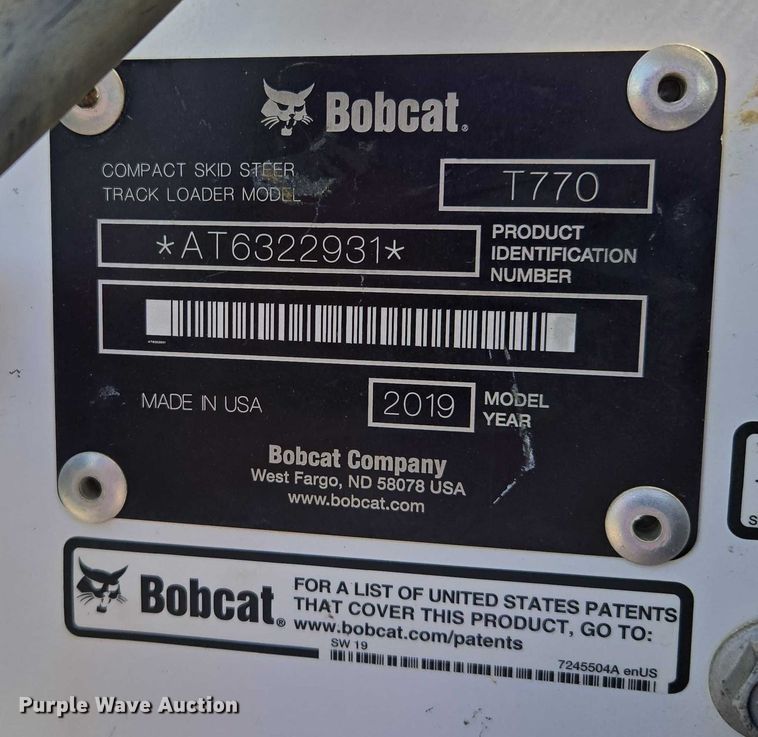 Bobcat®
COMPACT SKID STEER
TRACK LOADER MODEL
T770
*AT6322931*
PRODUCT
IDENTIFICATION
NUMBER
AT6322931
MADE IN USA
2019
MODEL
YEAR
Bobcat Company
West Fargo, ND 58078 USA
www.bobcat.com
Bobcat®
FOR A LIST OF UNITED STATES PATENTS
THAT COVER THIS PRODUCT, GO TO:
www.bobcat.com/patents
SW 19
7245504A enUS
Purple Wave Auction